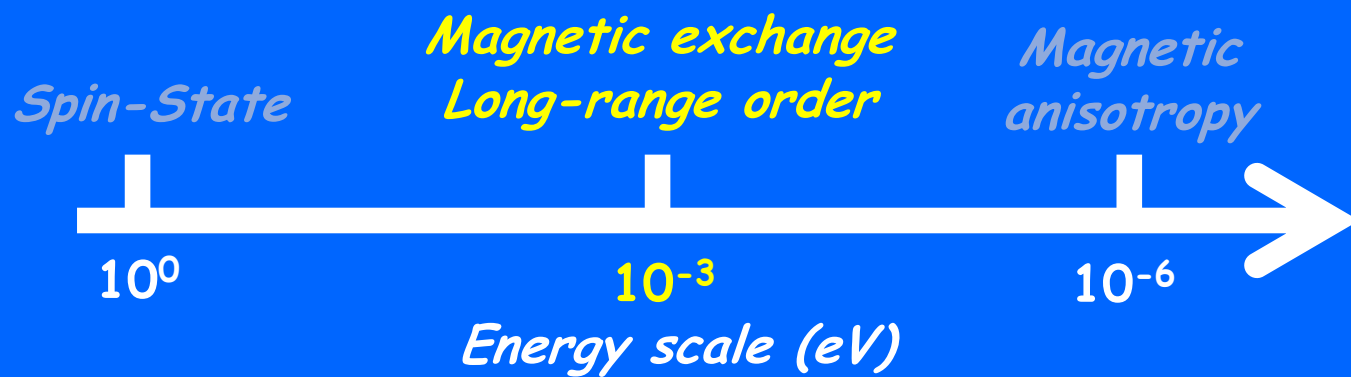 Magnetic exchange
Long-range order
Spin-State
Magnetic
anisotropy
10⁰
10⁻³
10⁻⁶
Energy scale (eV)